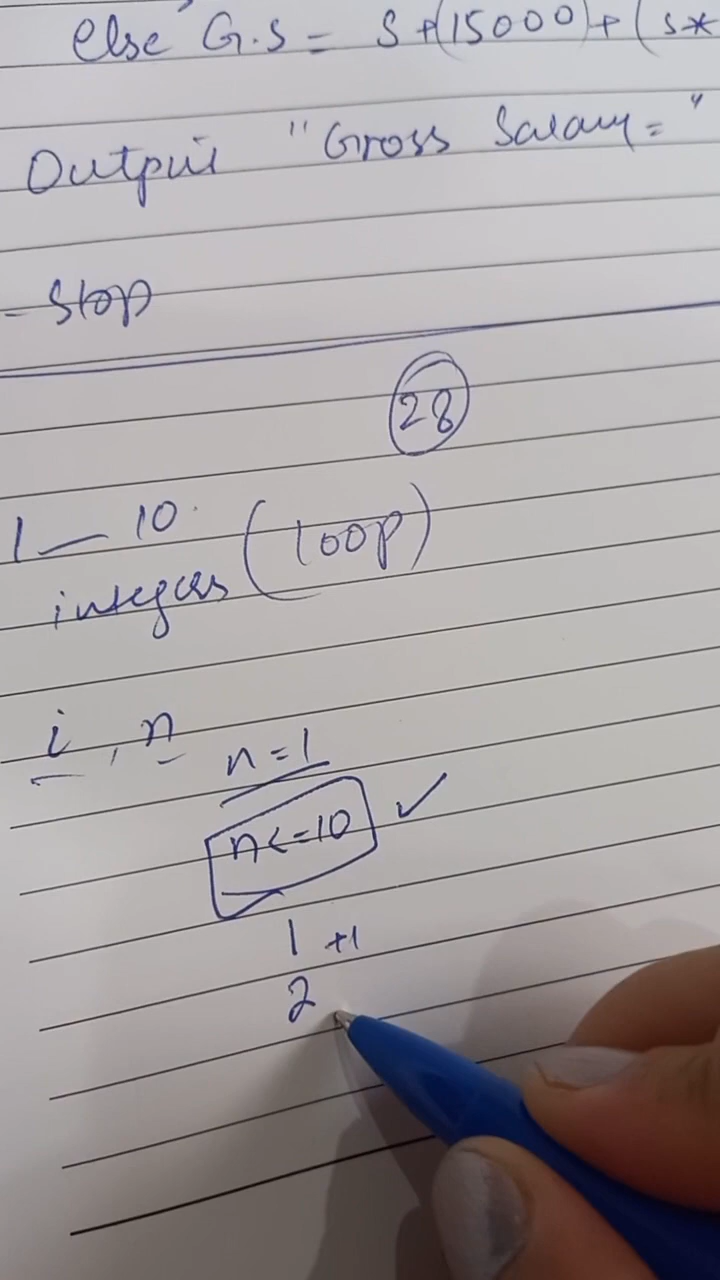 else G.S = S+(15000)+(S*
Output "Gross Salary = "
- Stop
28
1 — 10
integers (loop)
i, n
n=1
n<=10 ✓
1 +1
2